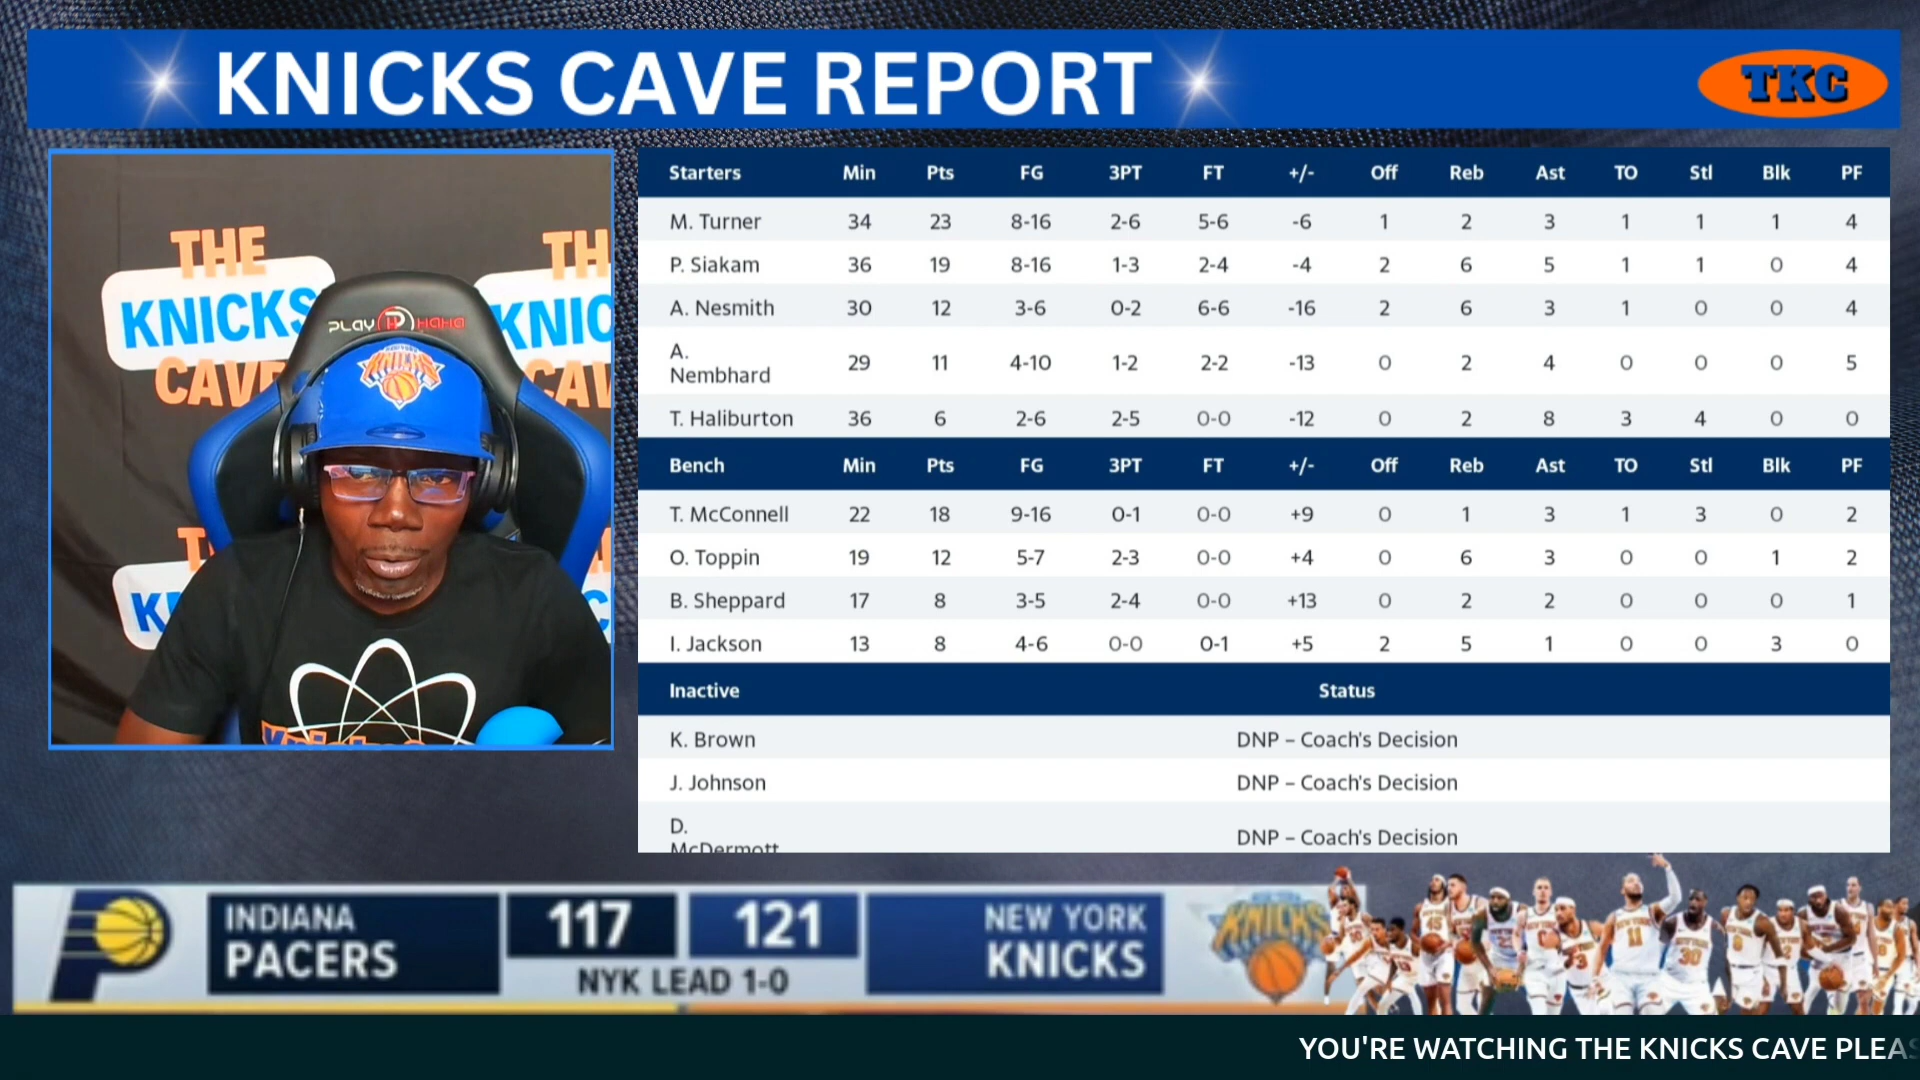 KNICKS CAVE REPORT
TKC
THE
KNICKS
CAVE
PLAY HAHA
Starters Min Pts FG 3PT FT +/- Off Reb Ast TO Stl Blk PF
M. Turner 34 23 8-16 2-6 5-6 -6 1 2 3 1 1 1 4
P. Siakam 36 19 8-16 1-3 2-4 -4 2 6 5 1 1 0 4
A. Nesmith 30 12 3-6 0-2 6-6 -16 2 6 3 1 0 0 4
A.
Nembhard 29 11 4-10 1-2 2-2 -13 0 2 4 0 0 0 5
T. Haliburton 36 6 2-6 2-5 0-0 -12 0 2 8 3 4 0 0
Bench Min Pts FG 3PT FT +/- Off Reb Ast TO Stl Blk PF
T. McConnell 22 18 9-16 0-1 0-0 +9 0 1 3 1 3 0 2
O. Toppin 19 12 5-7 2-3 0-0 +4 0 6 3 0 0 1 2
B. Sheppard 17 8 3-5 2-4 0-0 +13 0 2 2 0 0 0 1
I. Jackson 13 8 4-6 0-0 0-1 +5 2 5 1 0 0 3 0
Inactive Status
K. Brown DNP – Coach's Decision
J. Johnson DNP – Coach's Decision
D.
McDermott DNP – Coach's Decision
INDIANA
PACERS
117 121
NYK LEAD 1-0
NEW YORK
KNICKS
KNICKS
YOU'RE WATCHING THE KNICKS CAVE PLEAS